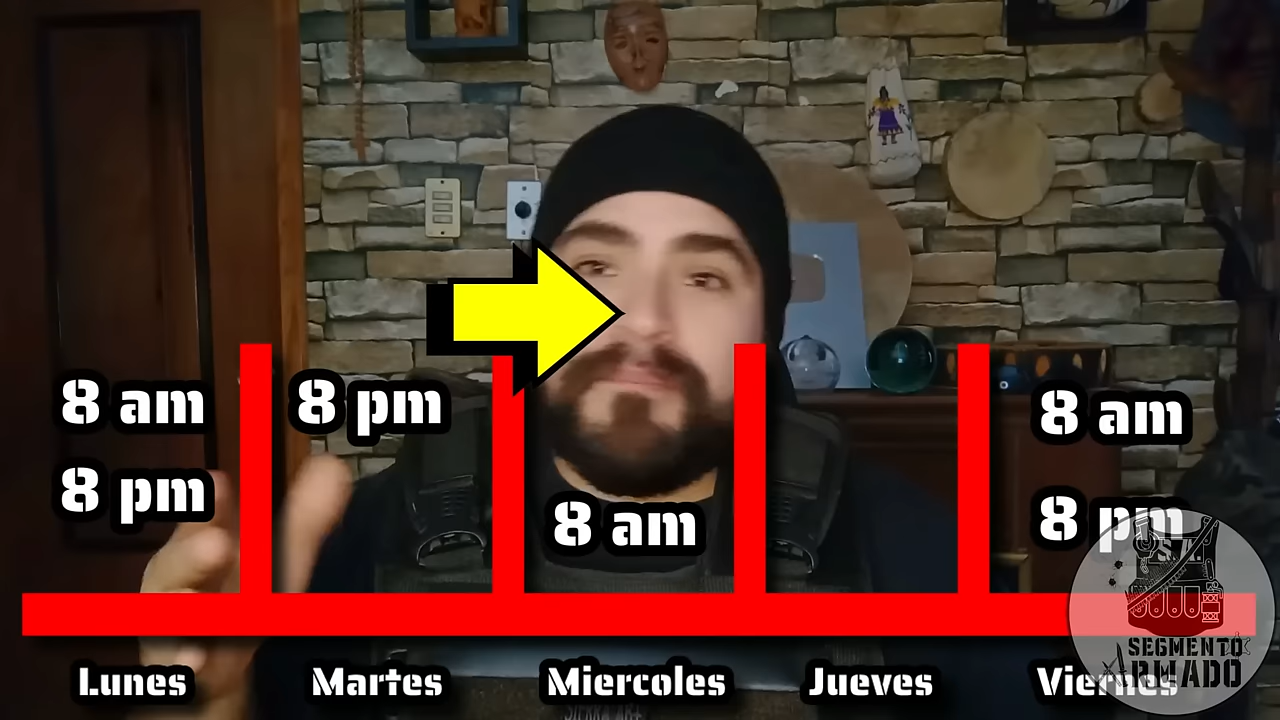 8 am
8 pm
8 pm
8 am
8 am
8 pm
Lunes
Martes
Miercoles
Jueves
Viernes
S.A.
SEGMENTO
ARMADO